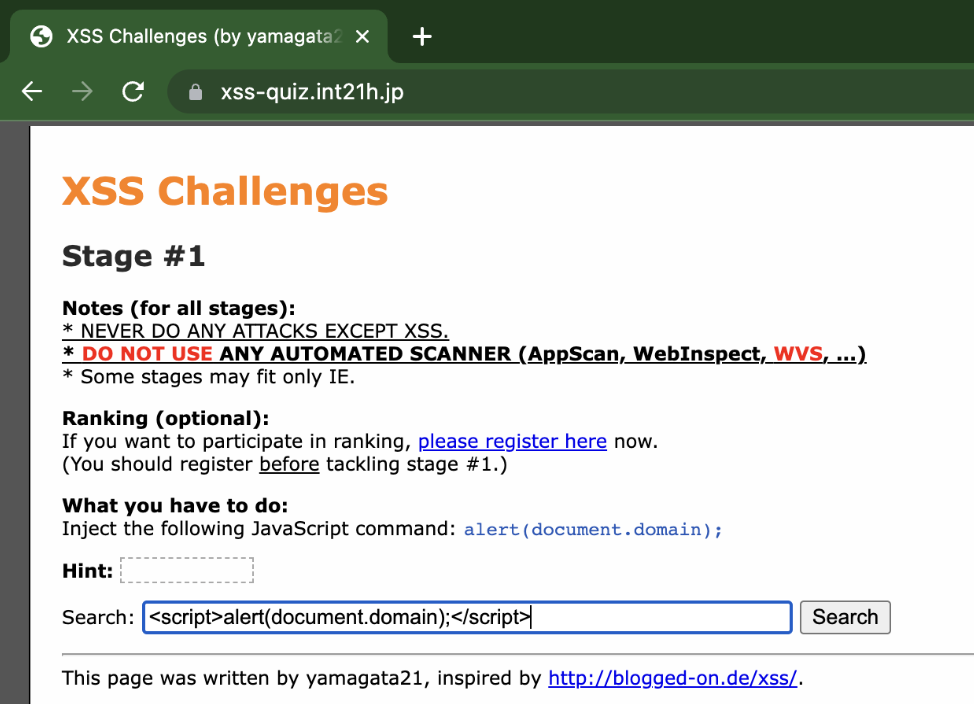 XSS Challenges (by yamagata2
xss-quiz.int21h.jp
XSS Challenges
Stage #1
Notes (for all stages):
* NEVER DO ANY ATTACKS EXCEPT XSS.
* DO NOT USE ANY AUTOMATED SCANNER (AppScan, WebInspect, WVS, ...)
* Some stages may fit only IE.
Ranking (optional):
If you want to participate in ranking, please register here now.
(You should register before tackling stage #1.)
What you have to do:
Inject the following JavaScript command: alert(document.domain);
Hint:
Search: <script>alert(document.domain);</script> Search
This page was written by yamagata21, inspired by http://blogged-on.de/xss/.